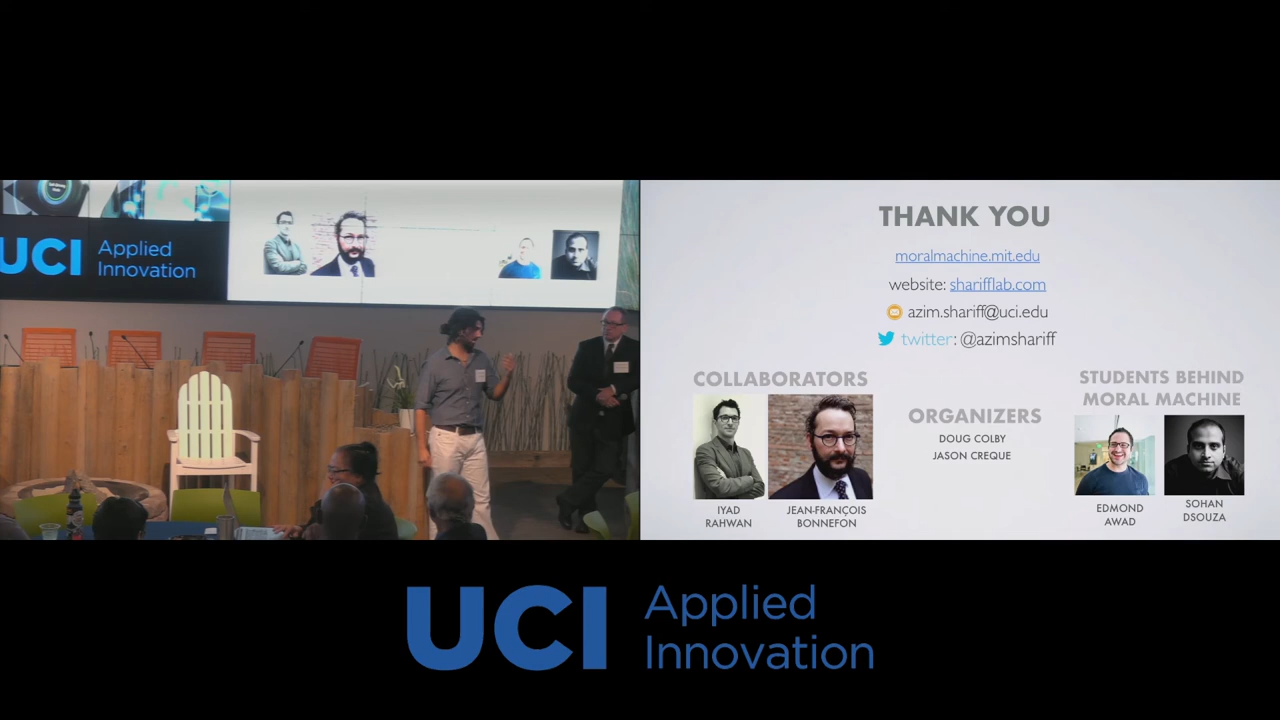 UCI Applied
Innovation
THANK YOU
moralmachine.mit.edu
website: sharifflab.com
azim.shariff@uci.edu
twitter: @azimshariff
COLLABORATORS
IYAD
RAHWAN
JEAN-FRANÇOIS
BONNEFON
ORGANIZERS
DOUG COLBY
JASON CREQUE
STUDENTS BEHIND
MORAL MACHINE
EDMOND
AWAD
SOHAN
DSOUZA
UCI Applied
Innovation